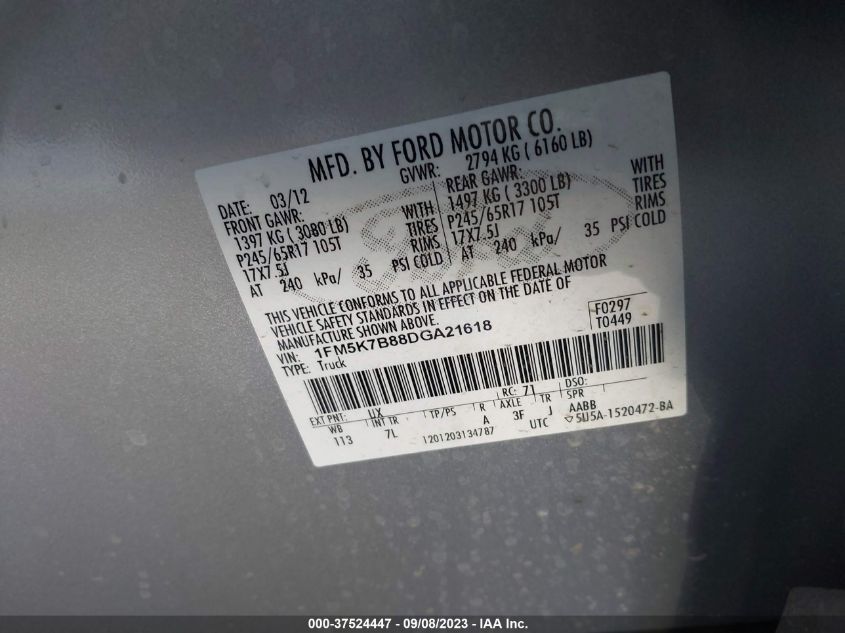 MFD. BY FORD MOTOR CO.
DATE: 03/12
GVWR: 2794 KG ( 6160 LB)
FRONT GAWR:
1397 KG ( 3080 LB) WITH
P245/65R17 105T TIRES
17X7.5J RIMS
AT 240 kPa/ 35 PSI COLD
REAR GAWR:
1497 KG ( 3300 LB) WITH
P245/65R17 105T TIRES
17X7.5J RIMS
AT 240 kPa/ 35 PSI COLD
THIS VEHICLE CONFORMS TO ALL APPLICABLE FEDERAL MOTOR
VEHICLE SAFETY STANDARDS IN EFFECT ON THE DATE OF
MANUFACTURE SHOWN ABOVE.
VIN: 1FM5K7B88DGA21618
TYPE: Truck
F0297
T0449
EXT PNT: UX RC: 71 DSO:
WB INT TR TP/PS R AXLE TR SPR
113 7L A 3F J AABB
1201203134787 UTC ▽5U5A-1520472-BA
Ford
000-37524447 - 09/08/2023 - IAA Inc.